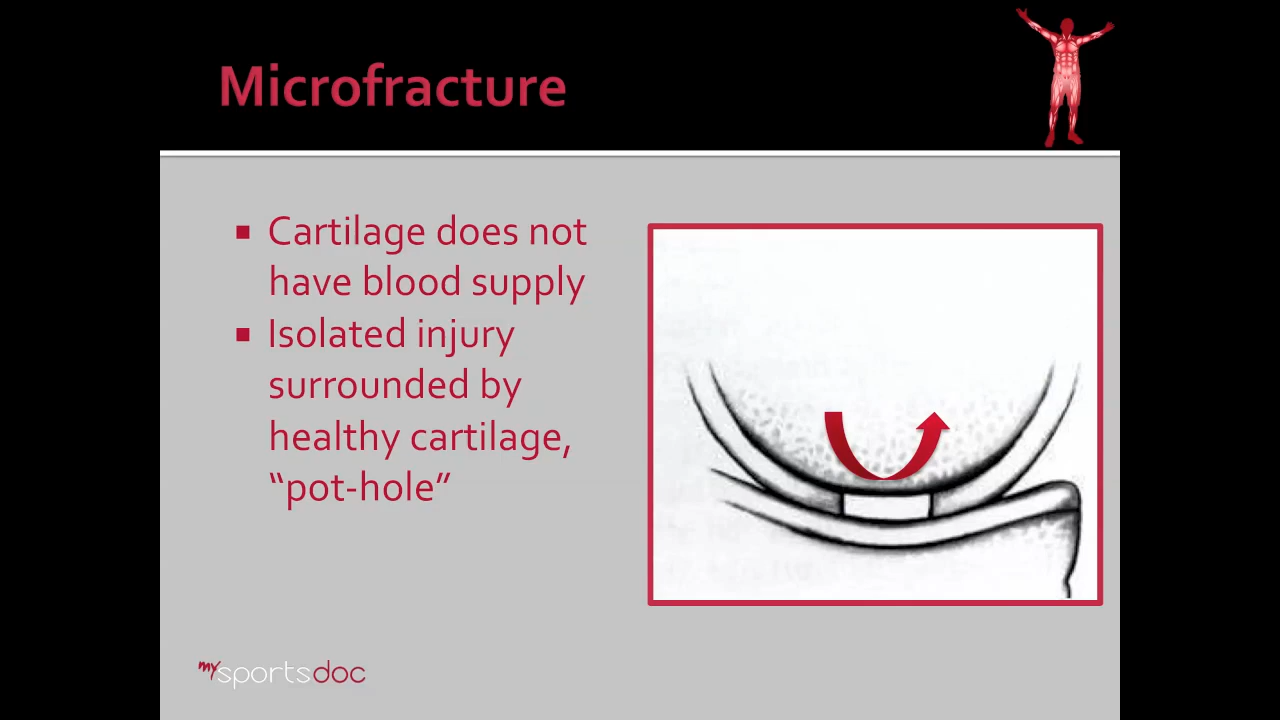 Microfracture
▪ Cartilage does not
have blood supply
▪ Isolated injury
surrounded by
healthy cartilage,
“pot-hole”
mysportsdoc